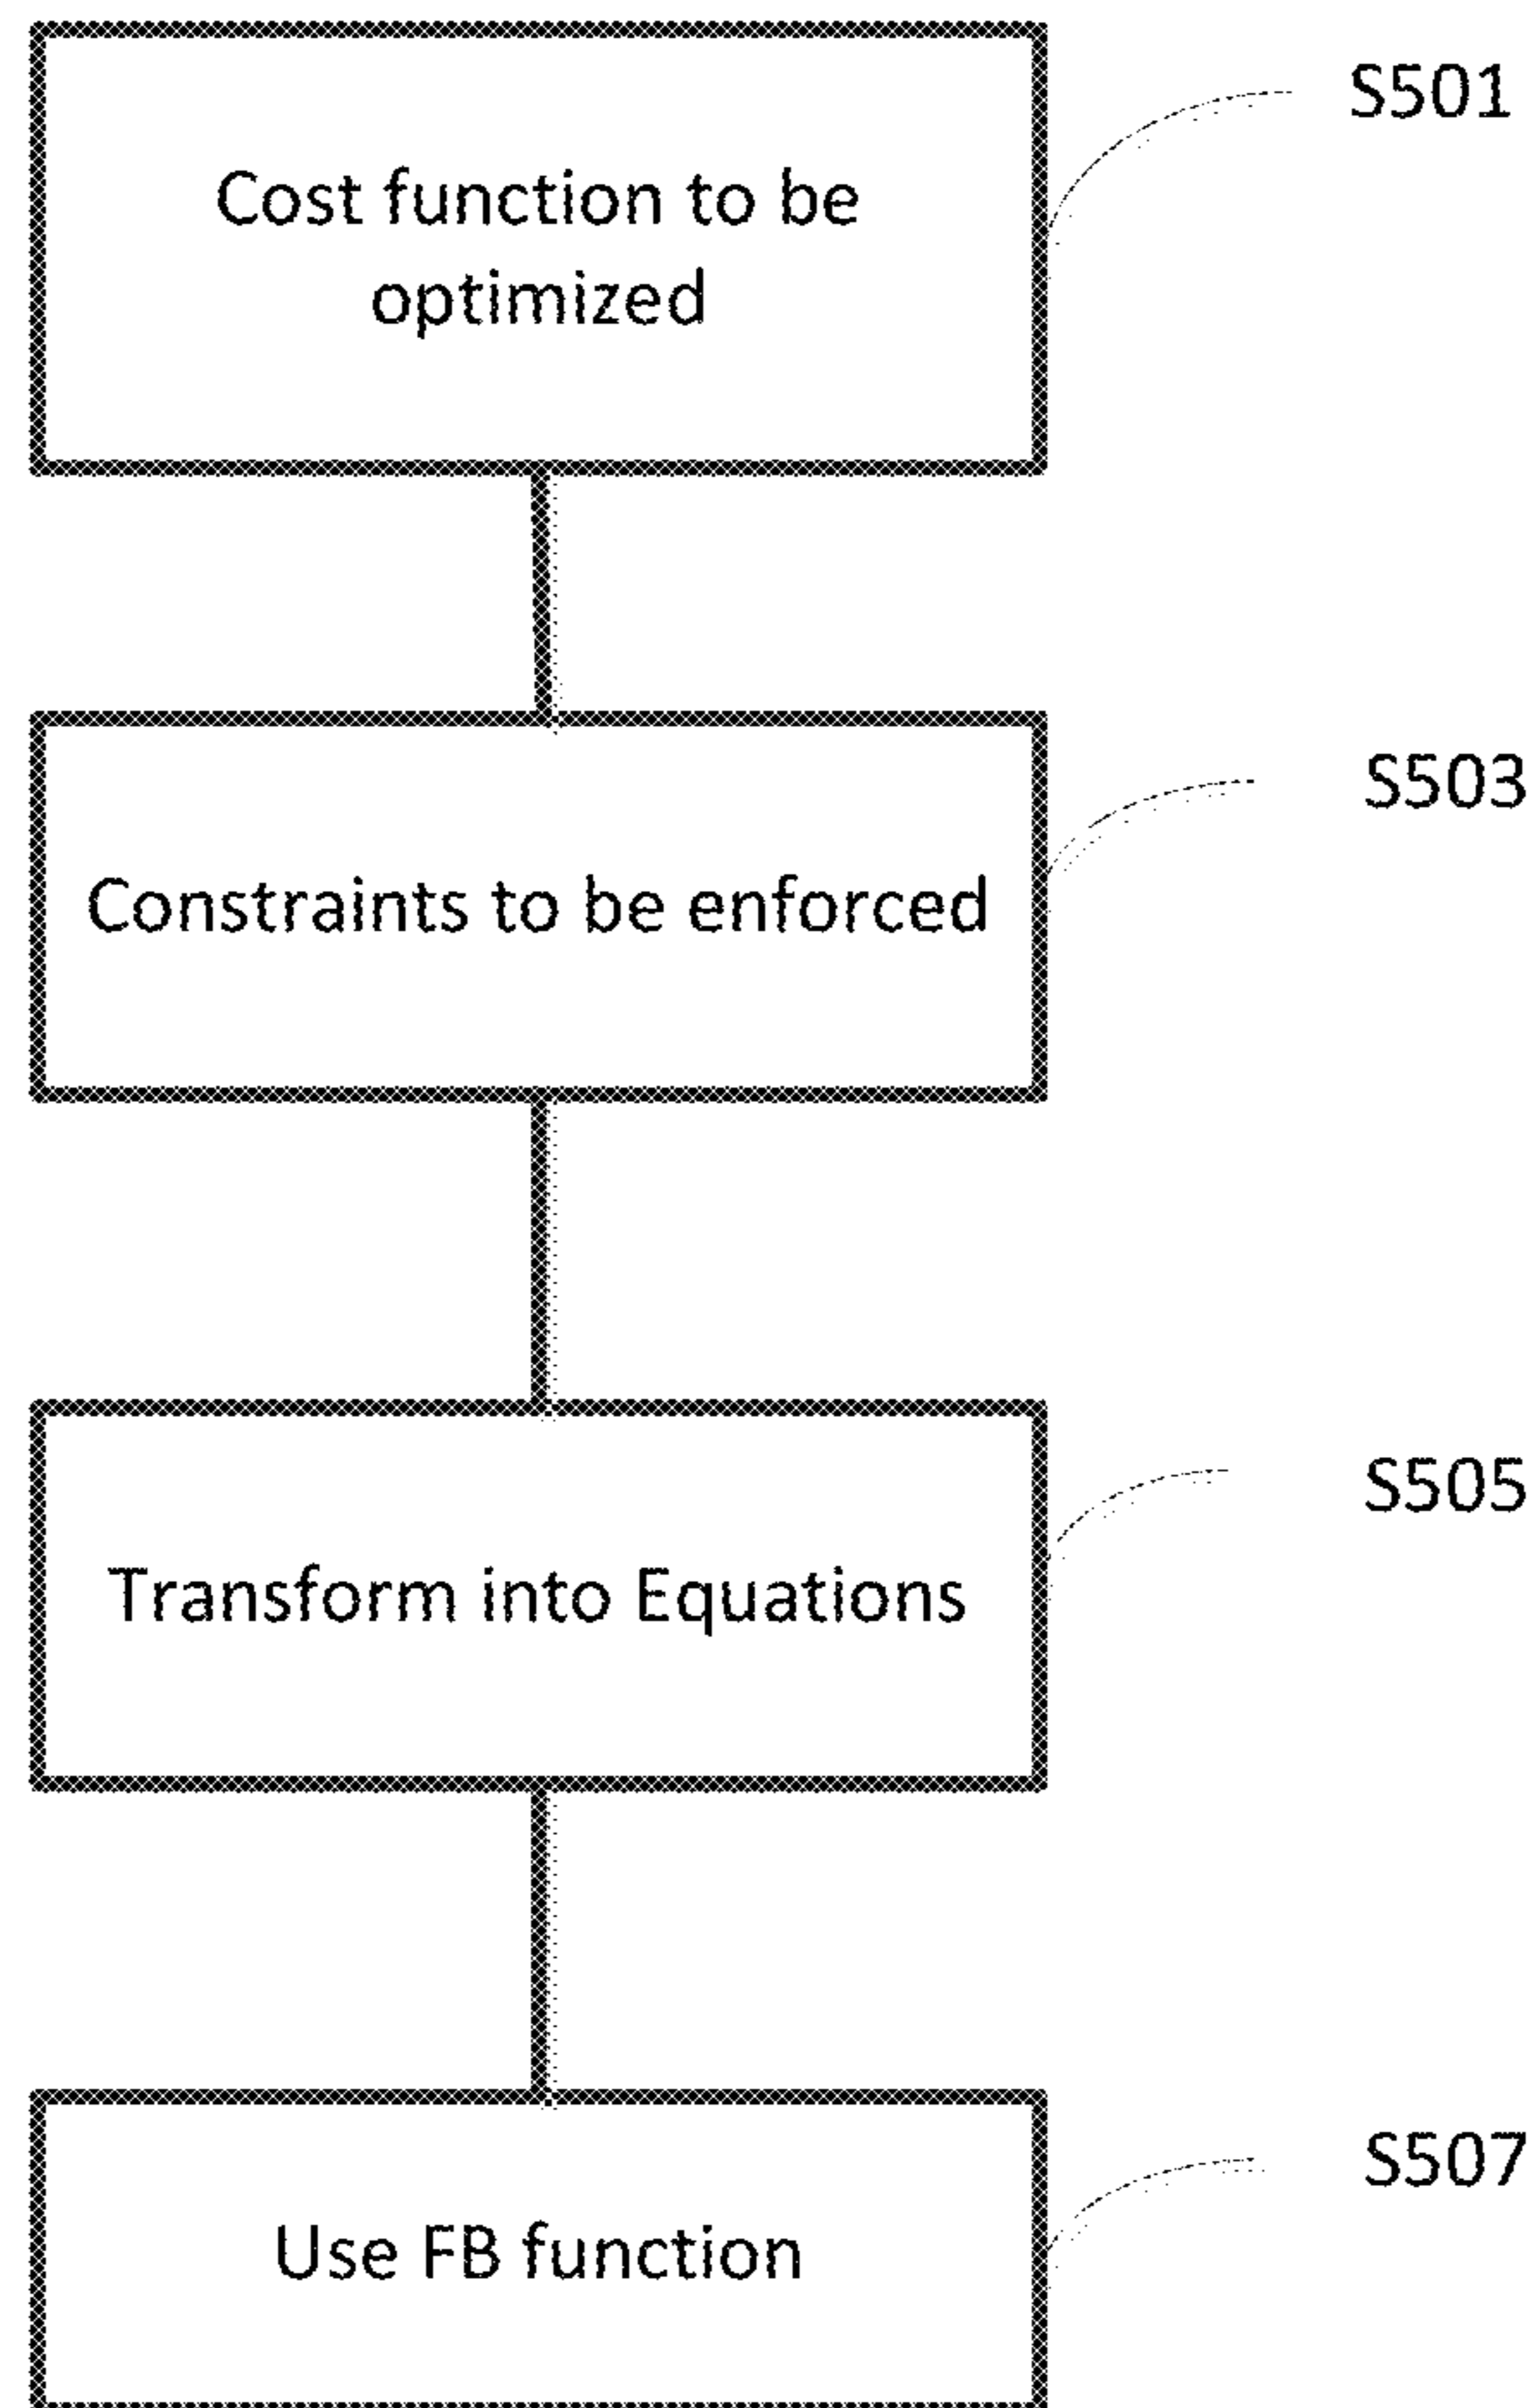 S501
Cost function to be
optimized
S503
Constraints to be enforced
S505
Transform into Equations
S507
Use FB function